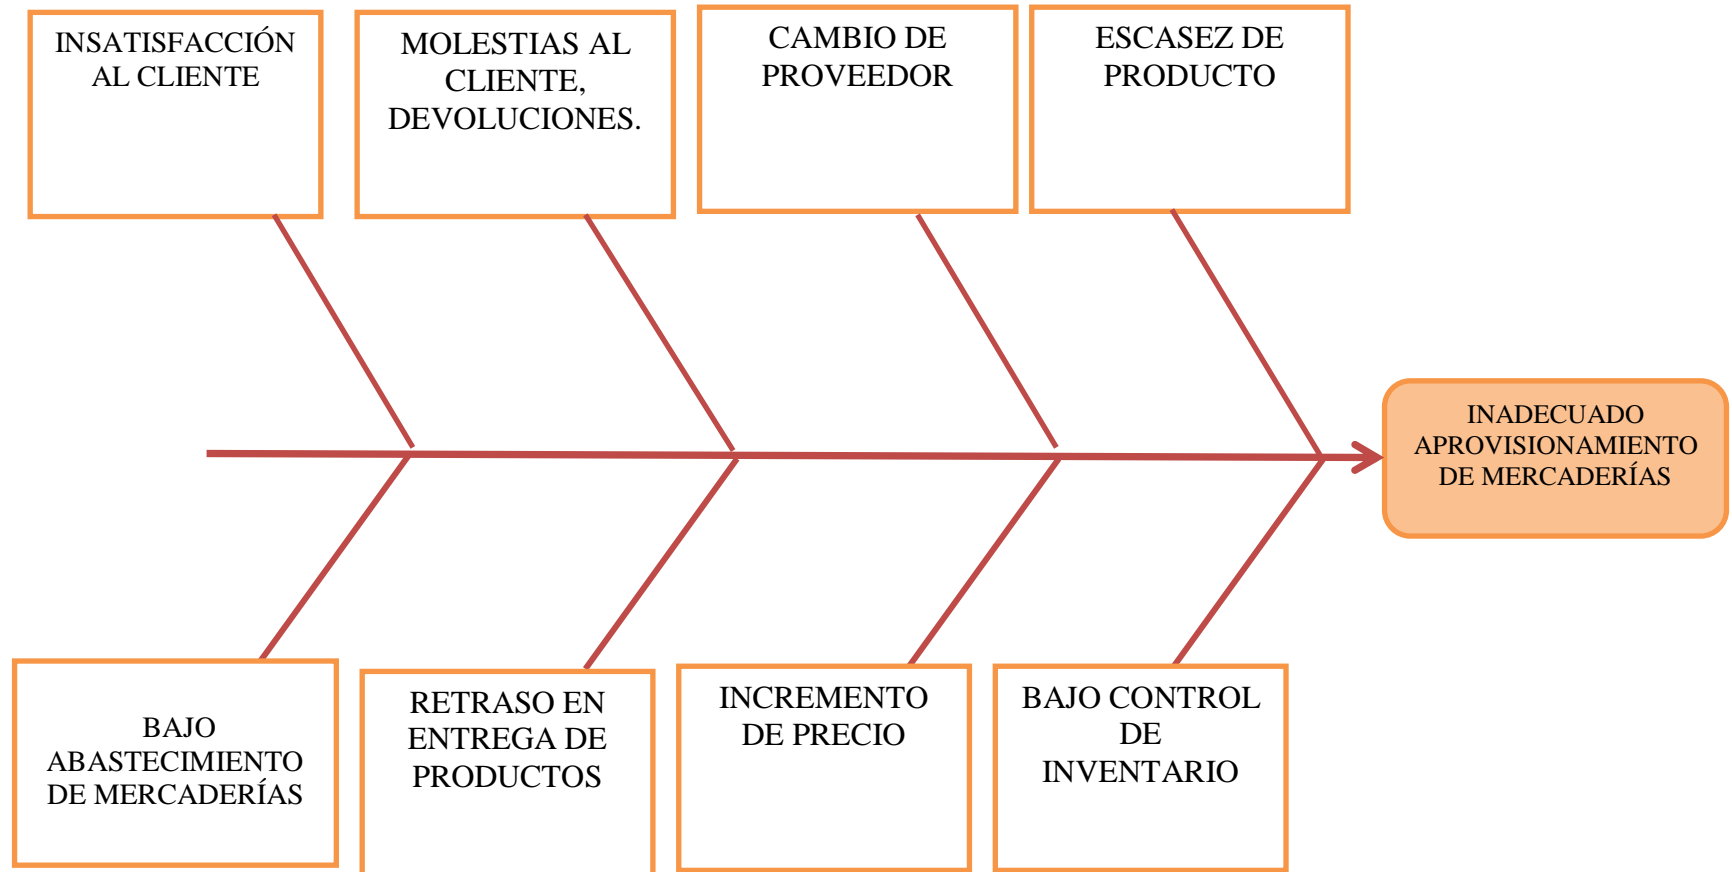 INSATISFACCIÓN
AL CLIENTE
MOLESTIAS AL
CLIENTE,
DEVOLUCIONES.
CAMBIO DE
PROVEEDOR
ESCASEZ DE
PRODUCTO
INADECUADO
APROVISIONAMIENTO
DE MERCADERÍAS
BAJO
ABASTECIMIENTO
DE MERCADERÍAS
RETRASO EN
ENTREGA DE
PRODUCTOS
INCREMENTO
DE PRECIO
BAJO CONTROL
DE
INVENTARIO